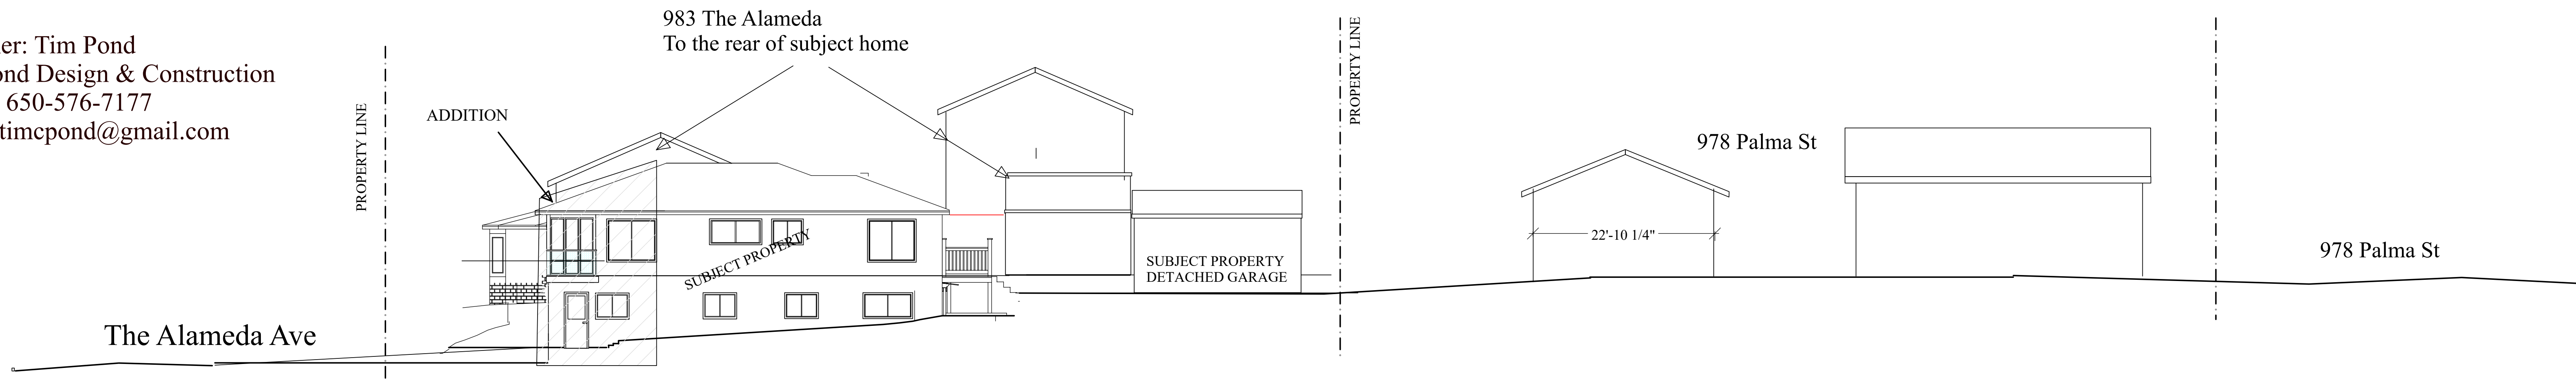 er: Tim Pond
ond Design & Construction
650-576-7177
timcpond@gmail.com
PROPERTY LINE
ADDITION
983 The Alameda
To the rear of subject home
SUBJECT PROPERTY
SUBJECT PROPERTY
DETACHED GARAGE
PROPERTY LINE
22'-10 1/4"
978 Palma St
978 Palma St
The Alameda Ave